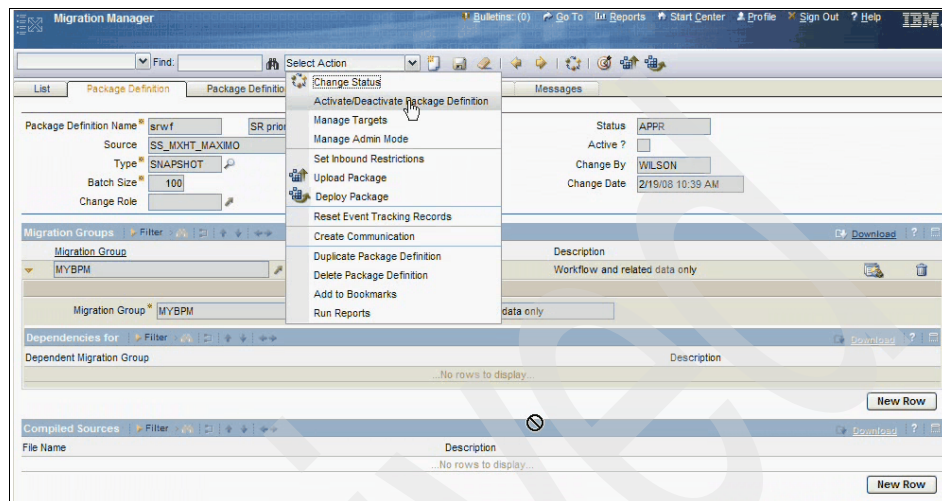 Migration Manager
Bulletins: (0) Go To Reports Start Center Profile Sign Out ? Help IBM.
Find: Select Action
List Package Definition Package Definitio Messages
Change Status
Activate/Deactivate Package Definition
Manage Targets
Manage Admin Mode
Set Inbound Restrictions
Upload Package
Deploy Package
Reset Event Tracking Records
Create Communication
Duplicate Package Definition
Delete Package Definition
Add to Bookmarks
Run Reports
Package Definition Name* srwf SR prior Status APPR
Source SS_MXHT_MAXIMO Active ?
Type* SNAPSHOT Change By WILSON
Batch Size* 100 Change Date 2/19/08 10:39 AM
Change Role
Migration Groups Filter Download ?
Migration Group Description
MYBPM Workflow and related data only
Migration Group* MYBPM data only
Dependencies for Filter Download ?
Dependent Migration Group Description
...No rows to display...
New Row
Compiled Sources Filter Download ?
File Name Description
...No rows to display...
New Row